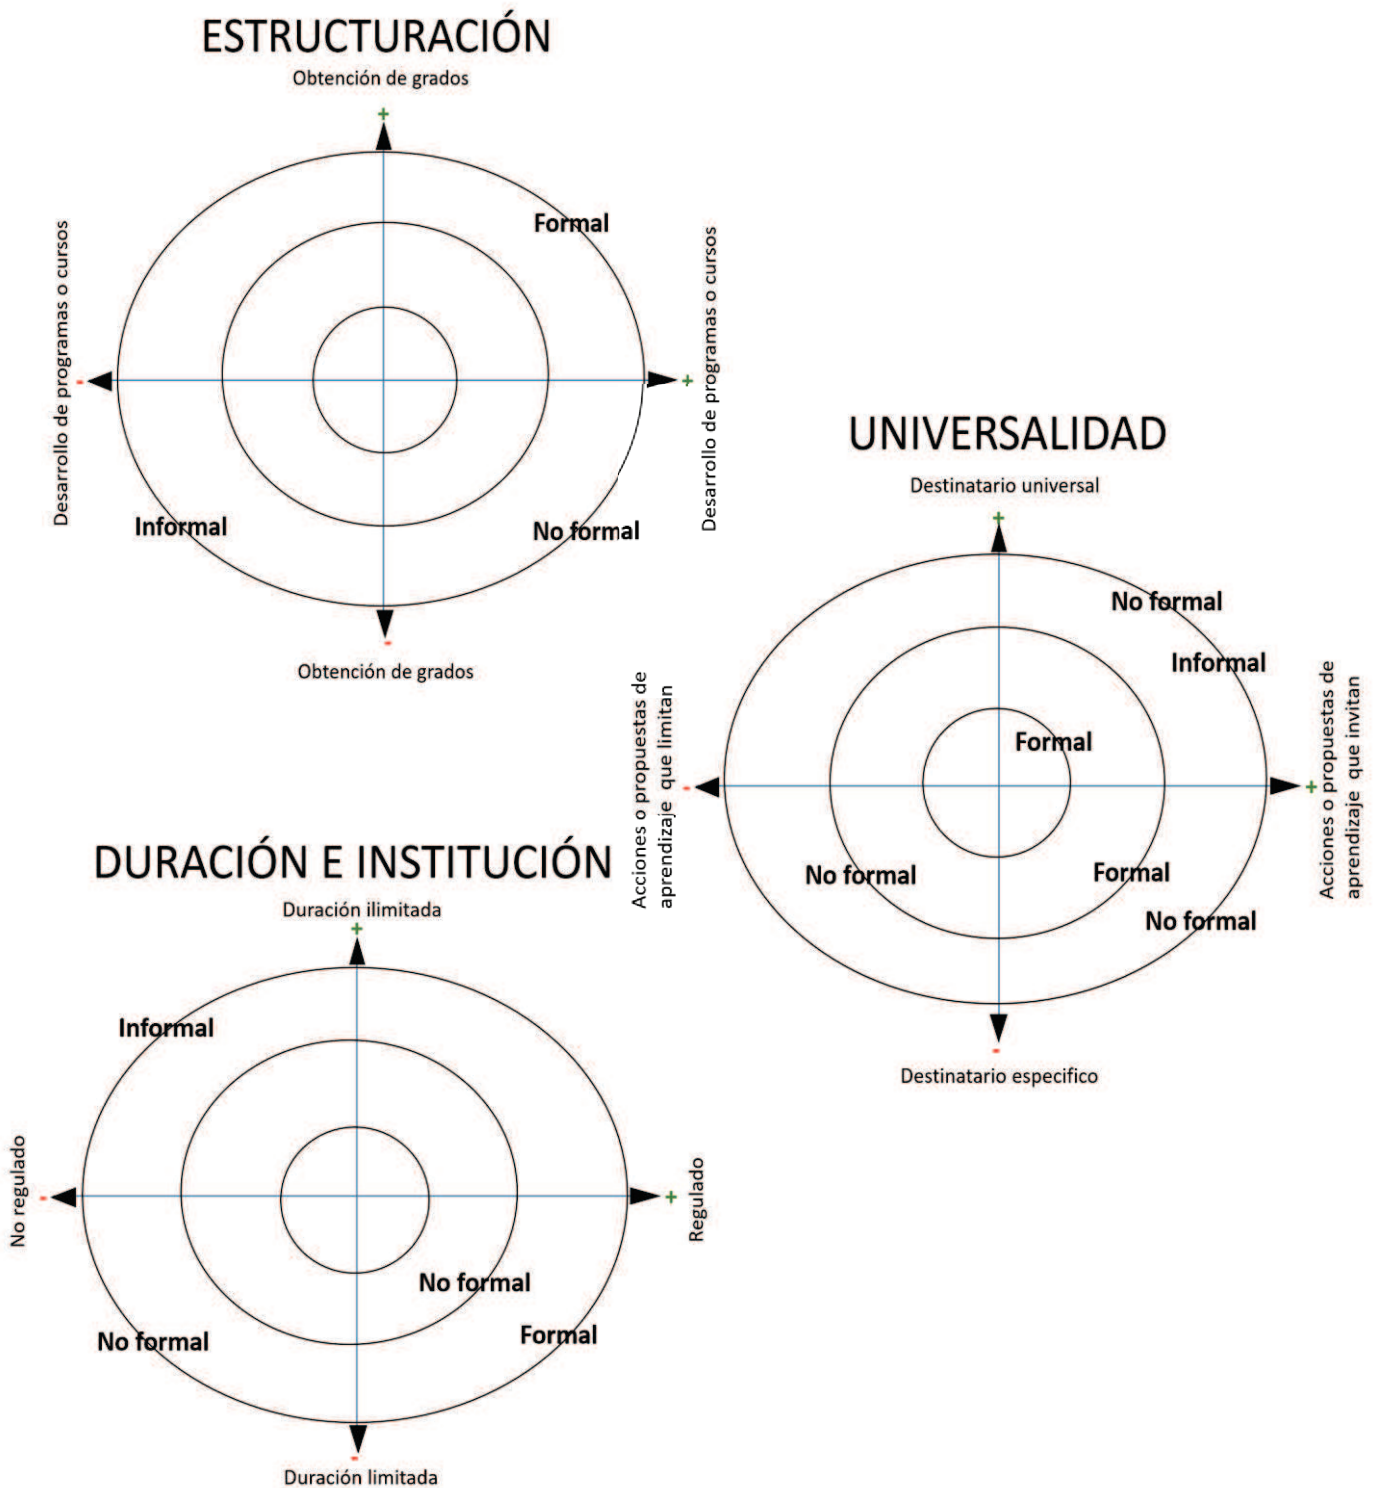 ESTRUCTURACIÓN
Obtención de grados
+
Formal
Desarrollo de programas o cursos
-
+
Desarrollo de programas o cursos
Informal
No formal
-
Obtención de grados
UNIVERSALIDAD
Destinatario universal
+
No formal
Informal
Formal
Acciones o propuestas de
aprendizaje que limitan
-
+
Acciones o propuestas de
aprendizaje que invitan
No formal
Formal
No formal
-
Destinatario especifico
DURACIÓN E INSTITUCIÓN
Duración ilimitada
+
Informal
No regulado
-
+
Regulado
No formal
No formal
Formal
-
Duración limitada